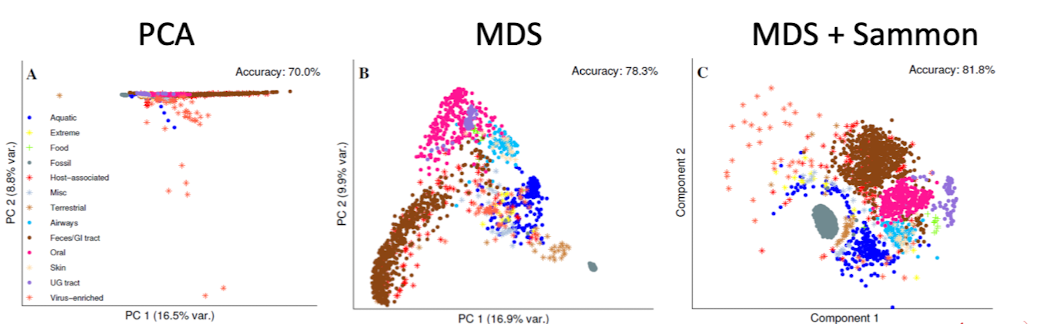 PCA
MDS
MDS + Sammon
A
Accuracy: 70.0%
Aquatic
Extreme
Food
Fossil
Host−associated
Misc
Terrestrial
Airways
Feces/GI tract
Oral
Skin
UG tract
Virus−enriched
PC 2 (8.8% var.)
PC 1 (16.5% var.)
B
Accuracy: 78.3%
PC 2 (9.9% var.)
PC 1 (16.9% var.)
C
Accuracy: 81.8%
Component 2
Component 1